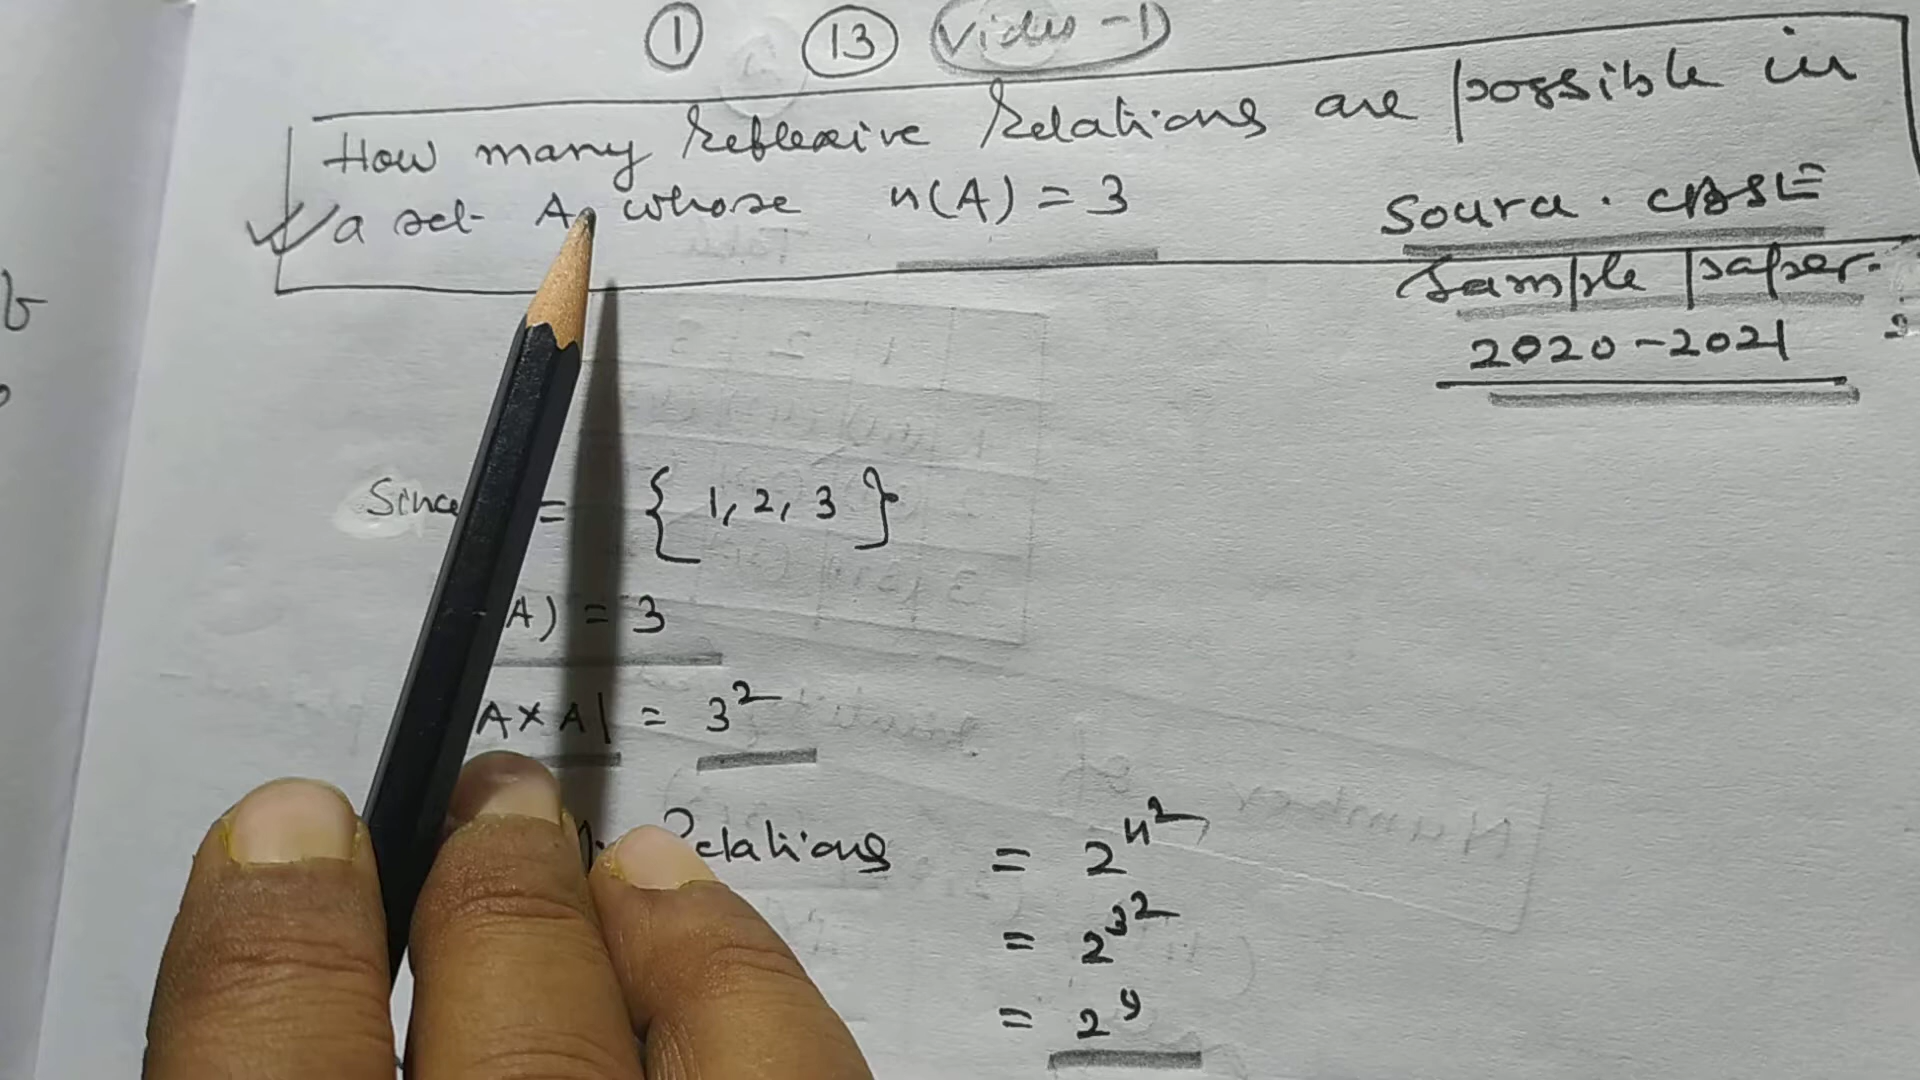 1 13 Video-1
How many Reflexive Relations are possible in
a set A, whose n(A) = 3
Source. CBSE
Sample paper.
2020-2021
Since = { 1, 2, 3 }
A) = 3
A×A| = 3²
Relations = 2^n²
= 2^3²
= 2^9